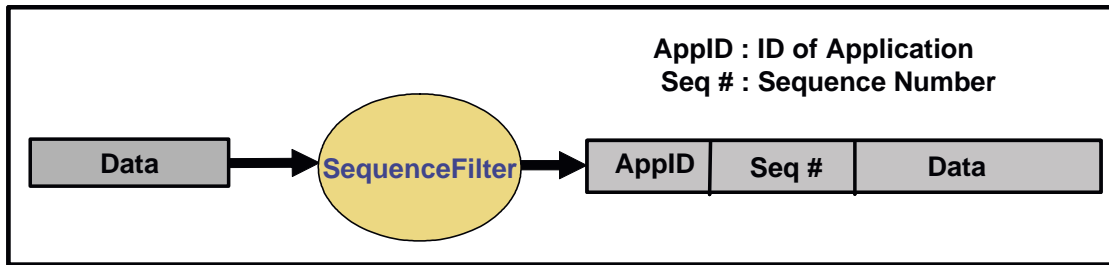 AppID : ID of Application
Seq # : Sequence Number
Data
SequenceFilter
AppID
Seq #
Data